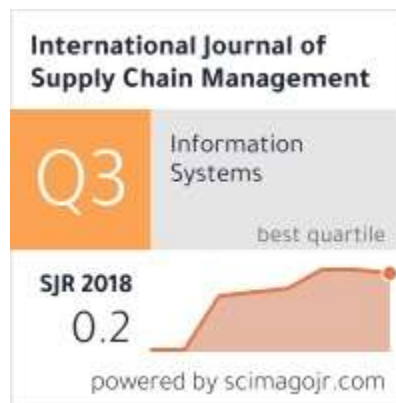 International Journal of
Supply Chain Management
Q3
Information
Systems
best quartile
SJR 2018
0.2
powered by scimagojr.com